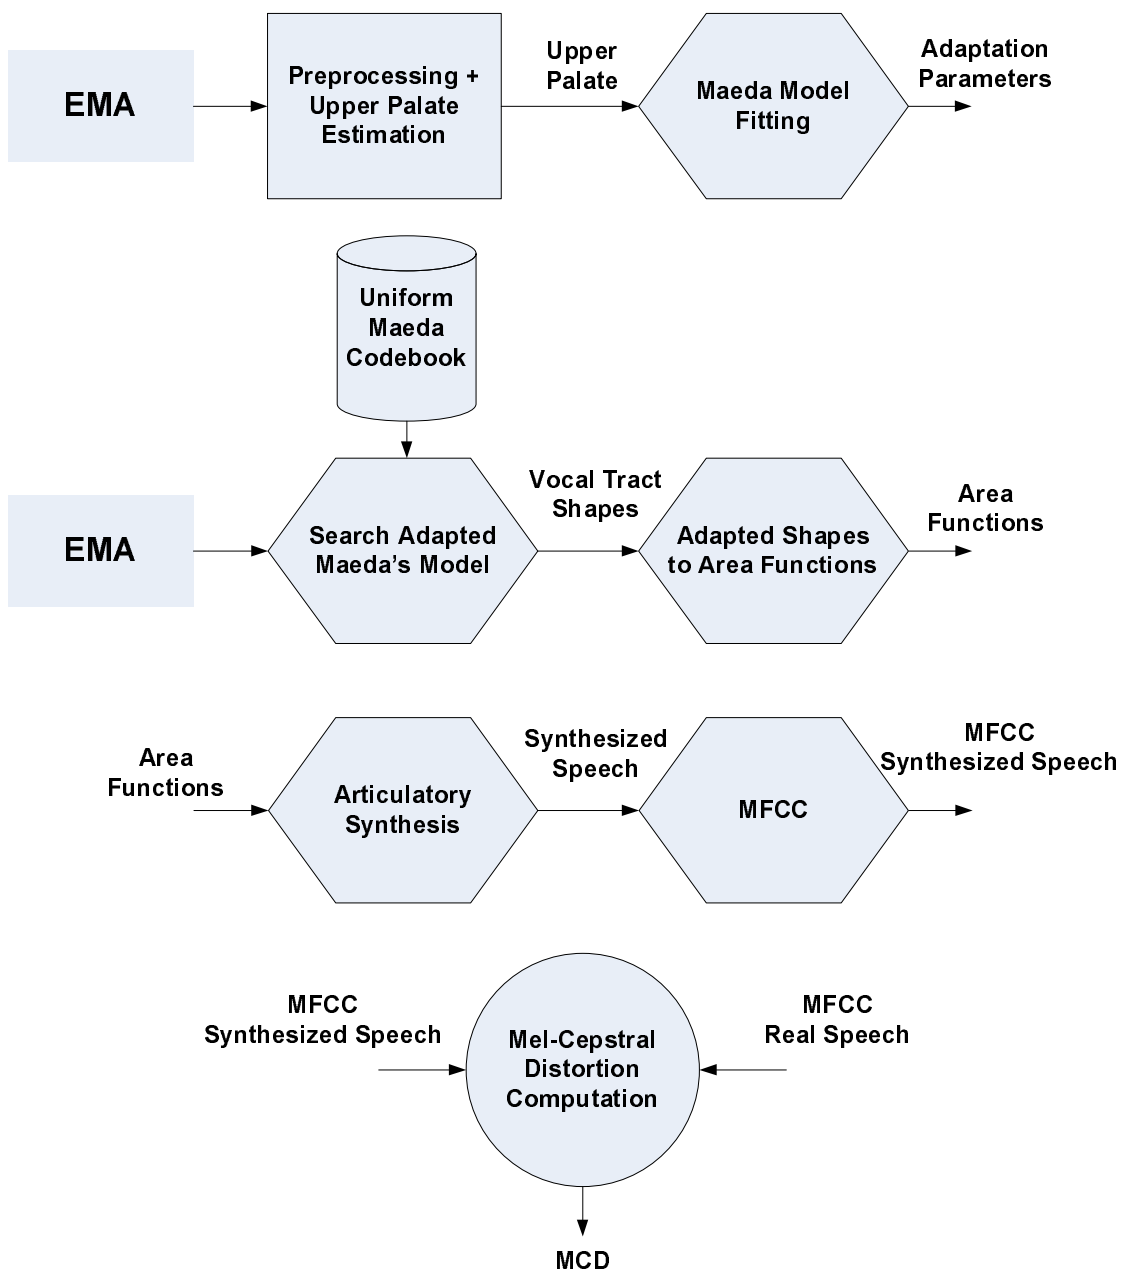 EMA
Preprocessing +
Upper Palate
Estimation
Upper
Palate
Maeda Model
Fitting
Adaptation
Parameters
Uniform
Maeda
Codebook
EMA
Search Adapted
Maeda's Model
Vocal Tract
Shapes
Adapted Shapes
to Area Functions
Area
Functions
Area
Functions
Articulatory
Synthesis
Synthesized
Speech
MFCC
MFCC
Synthesized Speech
MFCC
Synthesized Speech
Mel-Cepstral
Distortion
Computation
MFCC
Real Speech
MCD